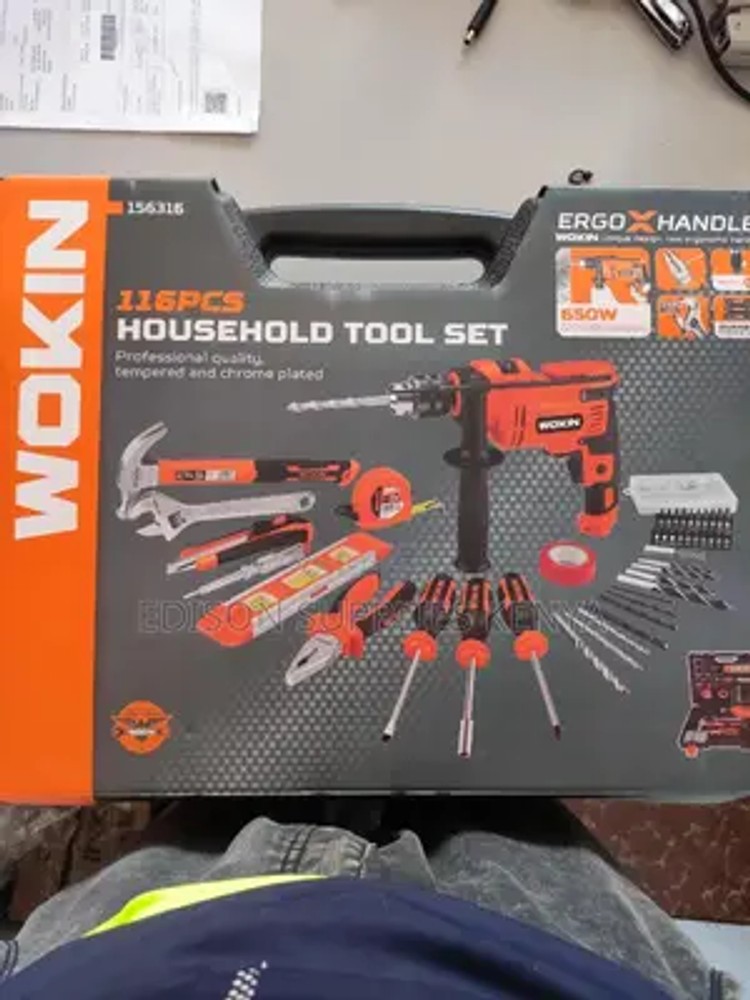 WOKIN
156316
116PCS
HOUSEHOLD TOOL SET
Professional quality,
tempered and chrome plated
ERGO X HANDLE
WOKIN
650W
WOKIN
EDISON SUPPLIES KENYA